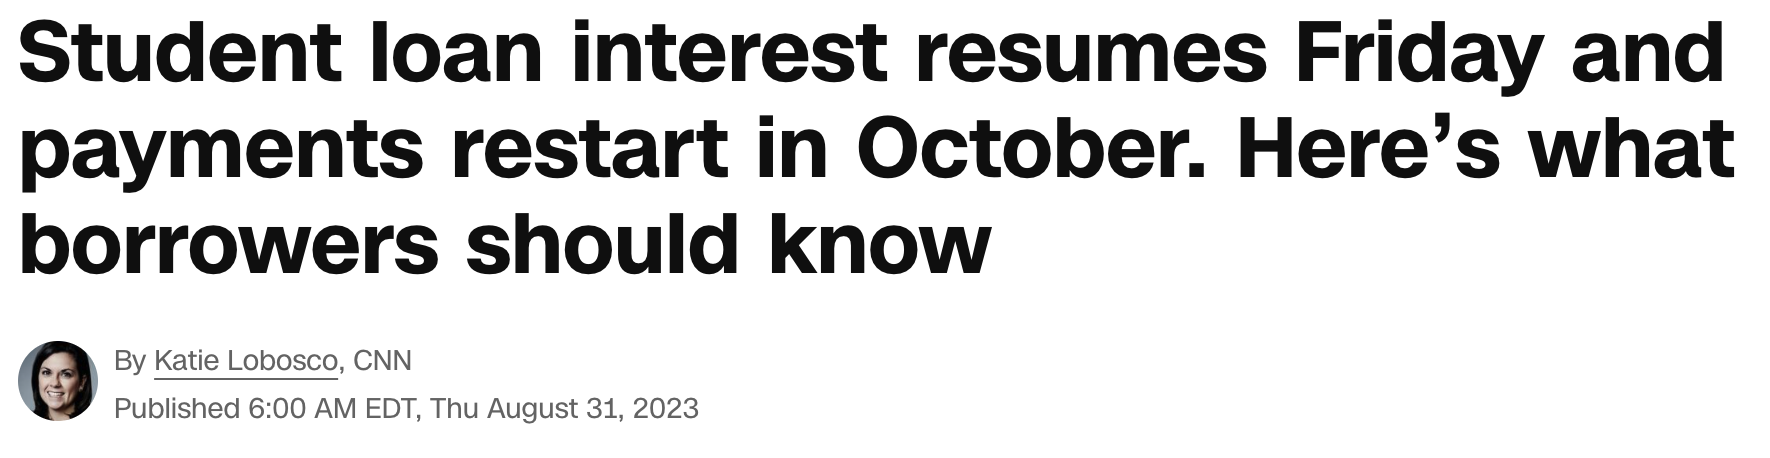 Student loan interest resumes Friday and
payments restart in October. Here’s what
borrowers should know
By Katie Lobosco, CNN
Published 6:00 AM EDT, Thu August 31, 2023